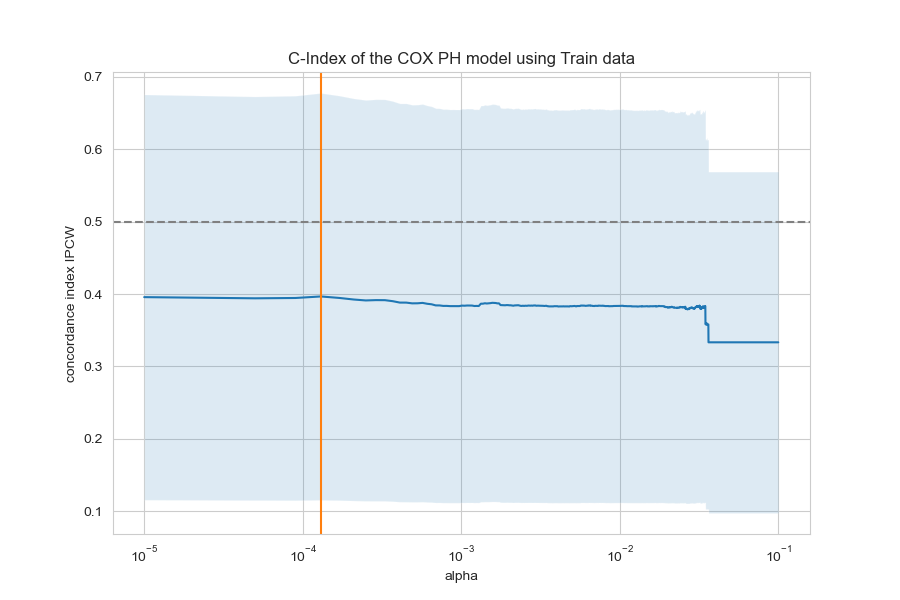 C-Index of the COX PH model using Train data
concordance index IPCW
0.7
0.6
0.5
0.4
0.3
0.2
0.1
10⁻⁵ 10⁻⁴ 10⁻³ 10⁻² 10⁻¹
alpha